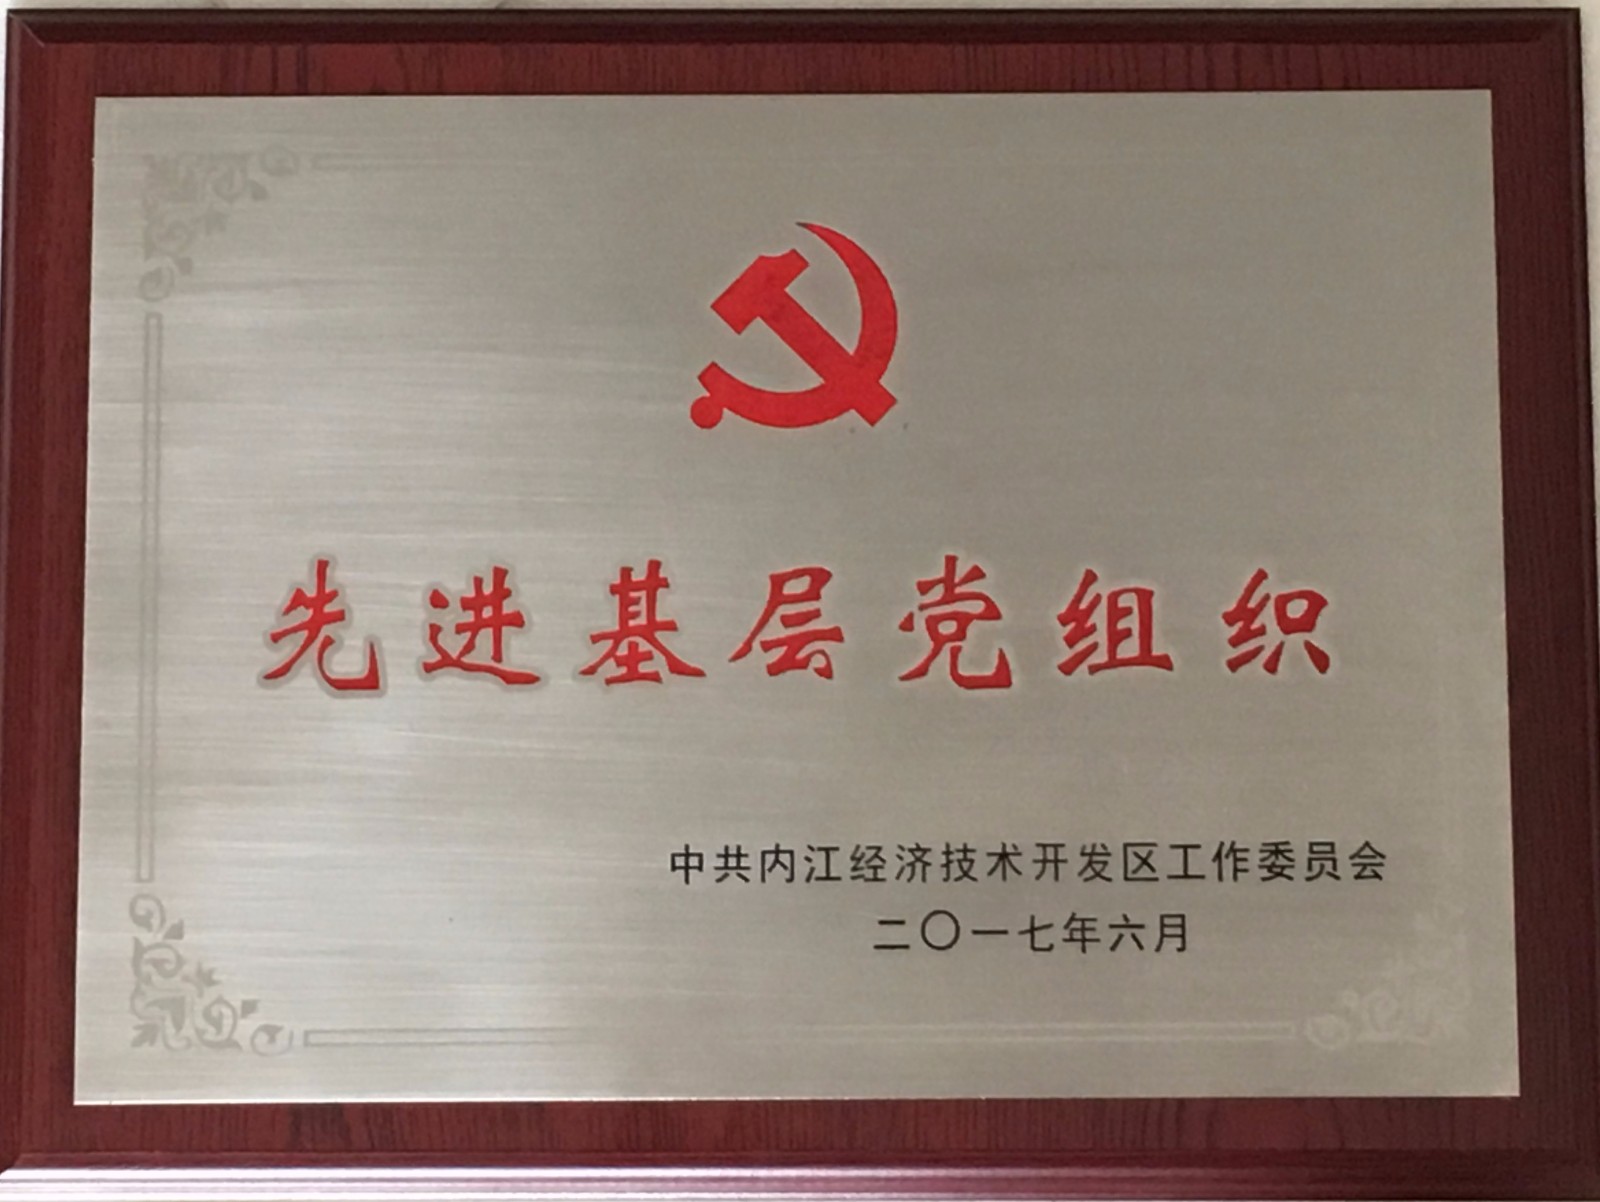 先进基层党组织
中共内江经济技术开发区工作委员会
二〇一七年六月